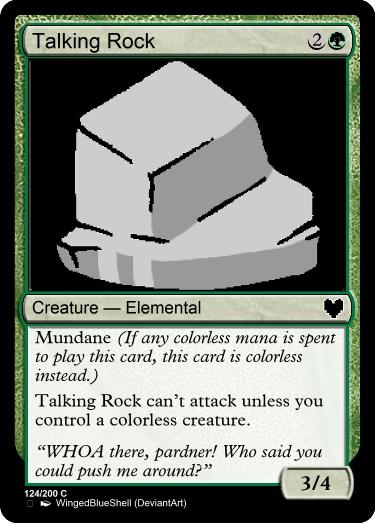 Talking Rock 2
Creature — Elemental
Mundane (If any colorless mana is spent
to play this card, this card is colorless
instead.)
Talking Rock can't attack unless you
control a colorless creature.
“WHOA there, pardner! Who said you
could push me around?”
3/4
124/200 C
WingedBlueShell (DeviantArt)